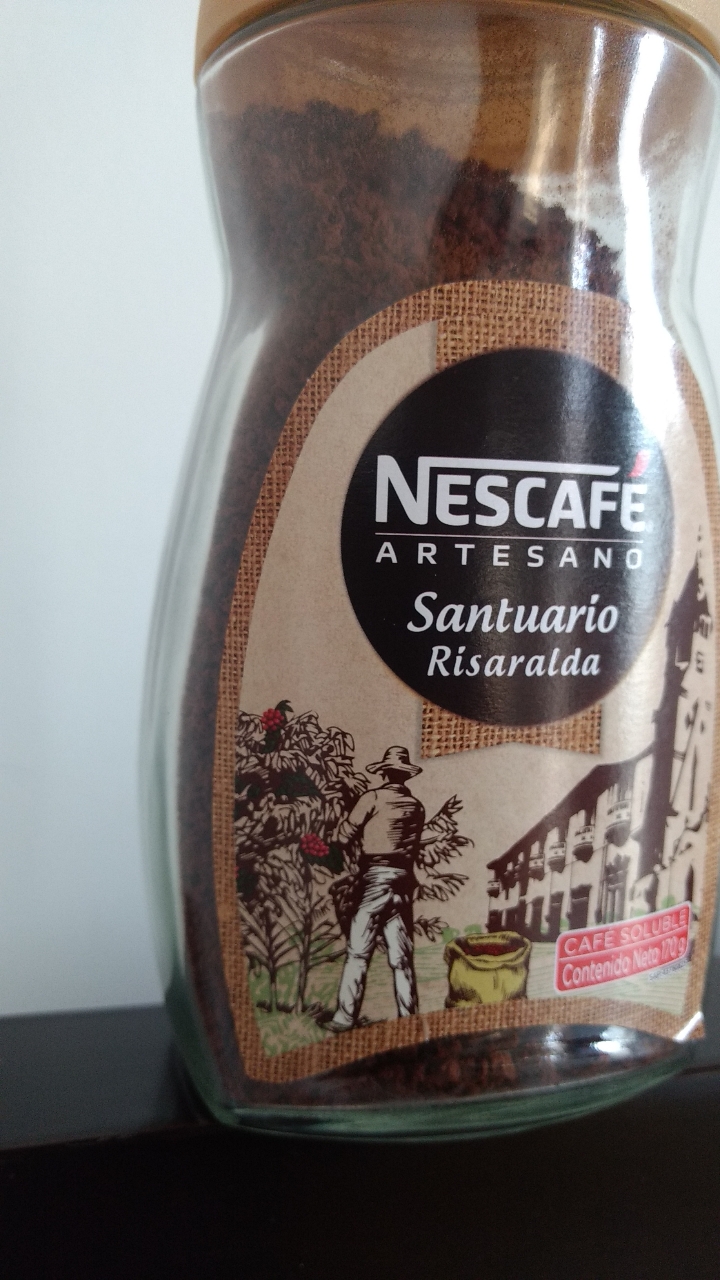 NESCAFÉ
ARTESANO
Santuario
Risaralda
CAFÉ SOLUBLE
Contenido Neto 170 g